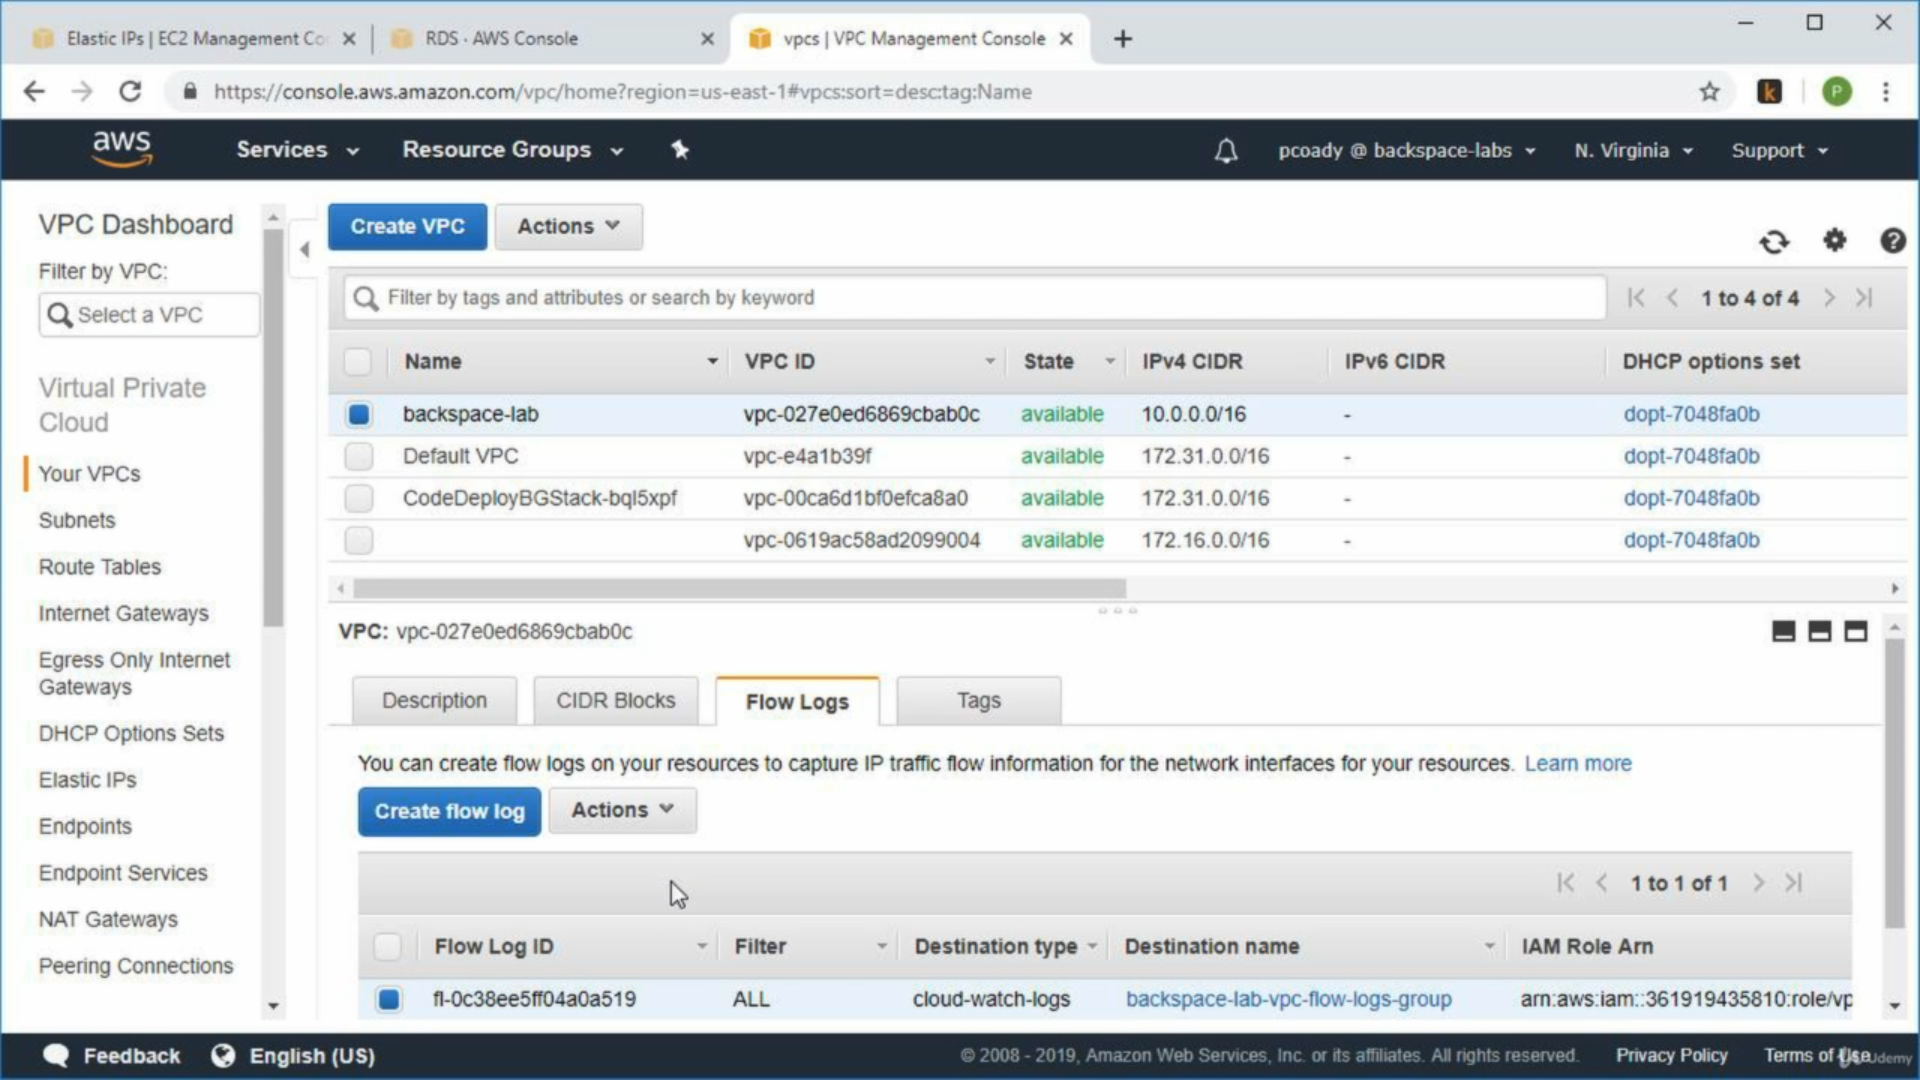 Elastic IPs | EC2 Management Co
RDS · AWS Console
vpcs | VPC Management Console
https://console.aws.amazon.com/vpc/home?region=us-east-1#vpcs:sort=desc:tag:Name
k
P
aws
Services
Resource Groups
pcoady @ backspace-labs
N. Virginia
Support
VPC Dashboard
Filter by VPC:
Select a VPC
Virtual Private
Cloud
Your VPCs
Subnets
Route Tables
Internet Gateways
Egress Only Internet
Gateways
DHCP Options Sets
Elastic IPs
Endpoints
Endpoint Services
NAT Gateways
Peering Connections
Create VPC
Actions
Filter by tags and attributes or search by keyword
1 to 4 of 4
Name VPC ID State IPv4 CIDR IPv6 CIDR DHCP options set
backspace-lab vpc-027e0ed6869cbab0c available 10.0.0.0/16 - dopt-7048fa0b
Default VPC vpc-e4a1b39f available 172.31.0.0/16 - dopt-7048fa0b
CodeDeployBGStack-bql5xpf vpc-00ca6d1bf0efca8a0 available 172.31.0.0/16 - dopt-7048fa0b
vpc-0619ac58ad2099004 available 172.16.0.0/16 - dopt-7048fa0b
VPC: vpc-027e0ed6869cbab0c
Description
CIDR Blocks
Flow Logs
Tags
You can create flow logs on your resources to capture IP traffic flow information for the network interfaces for your resources. Learn more
Create flow log
Actions
1 to 1 of 1
Flow Log ID Filter Destination type Destination name IAM Role Arn
fl-0c38ee5ff04a0a519 ALL cloud-watch-logs backspace-lab-vpc-flow-logs-group arn:aws:iam::361919435810:role/vp
Feedback
English (US)
© 2008 - 2019, Amazon Web Services, Inc. or its affiliates. All rights reserved.
Privacy Policy
Terms of Use
Udemy